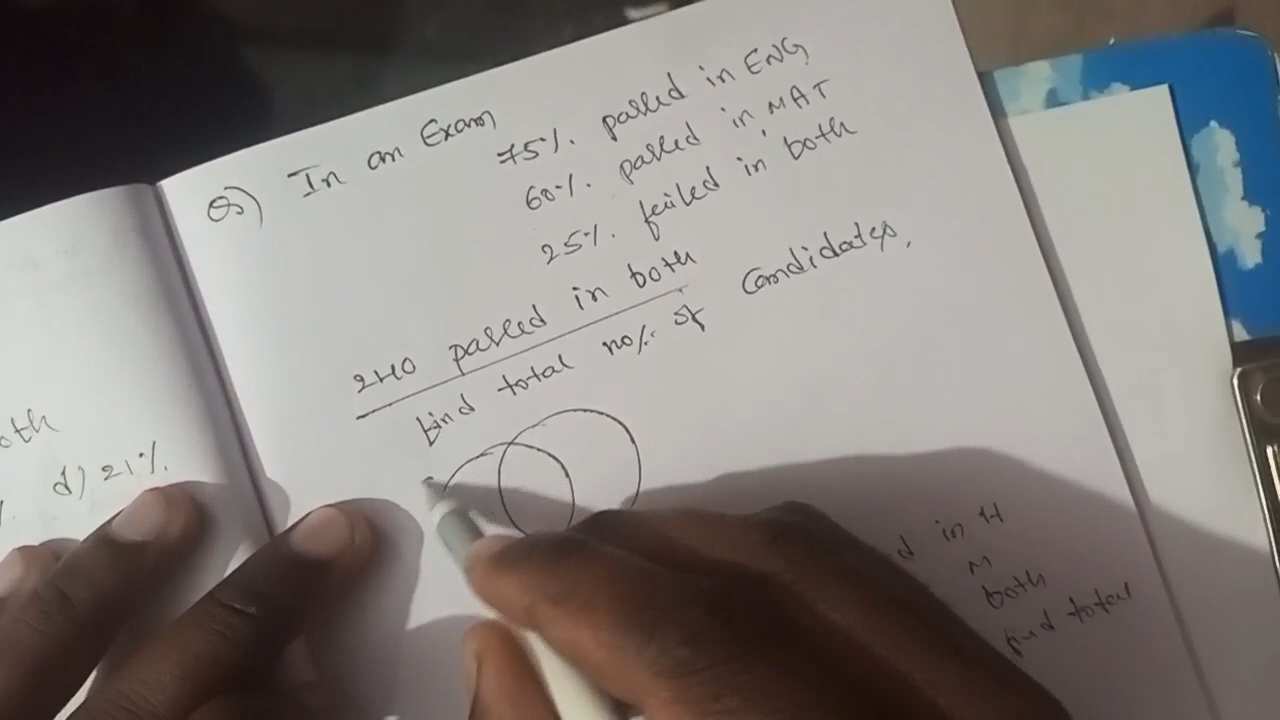 Q) In an Exam
75%. passed in ENG
60%. passed in MAT
25%. failed in both
240 passed in both
find total no/. of Candidates.
oth
d) 21%.
in H
M
both
find total